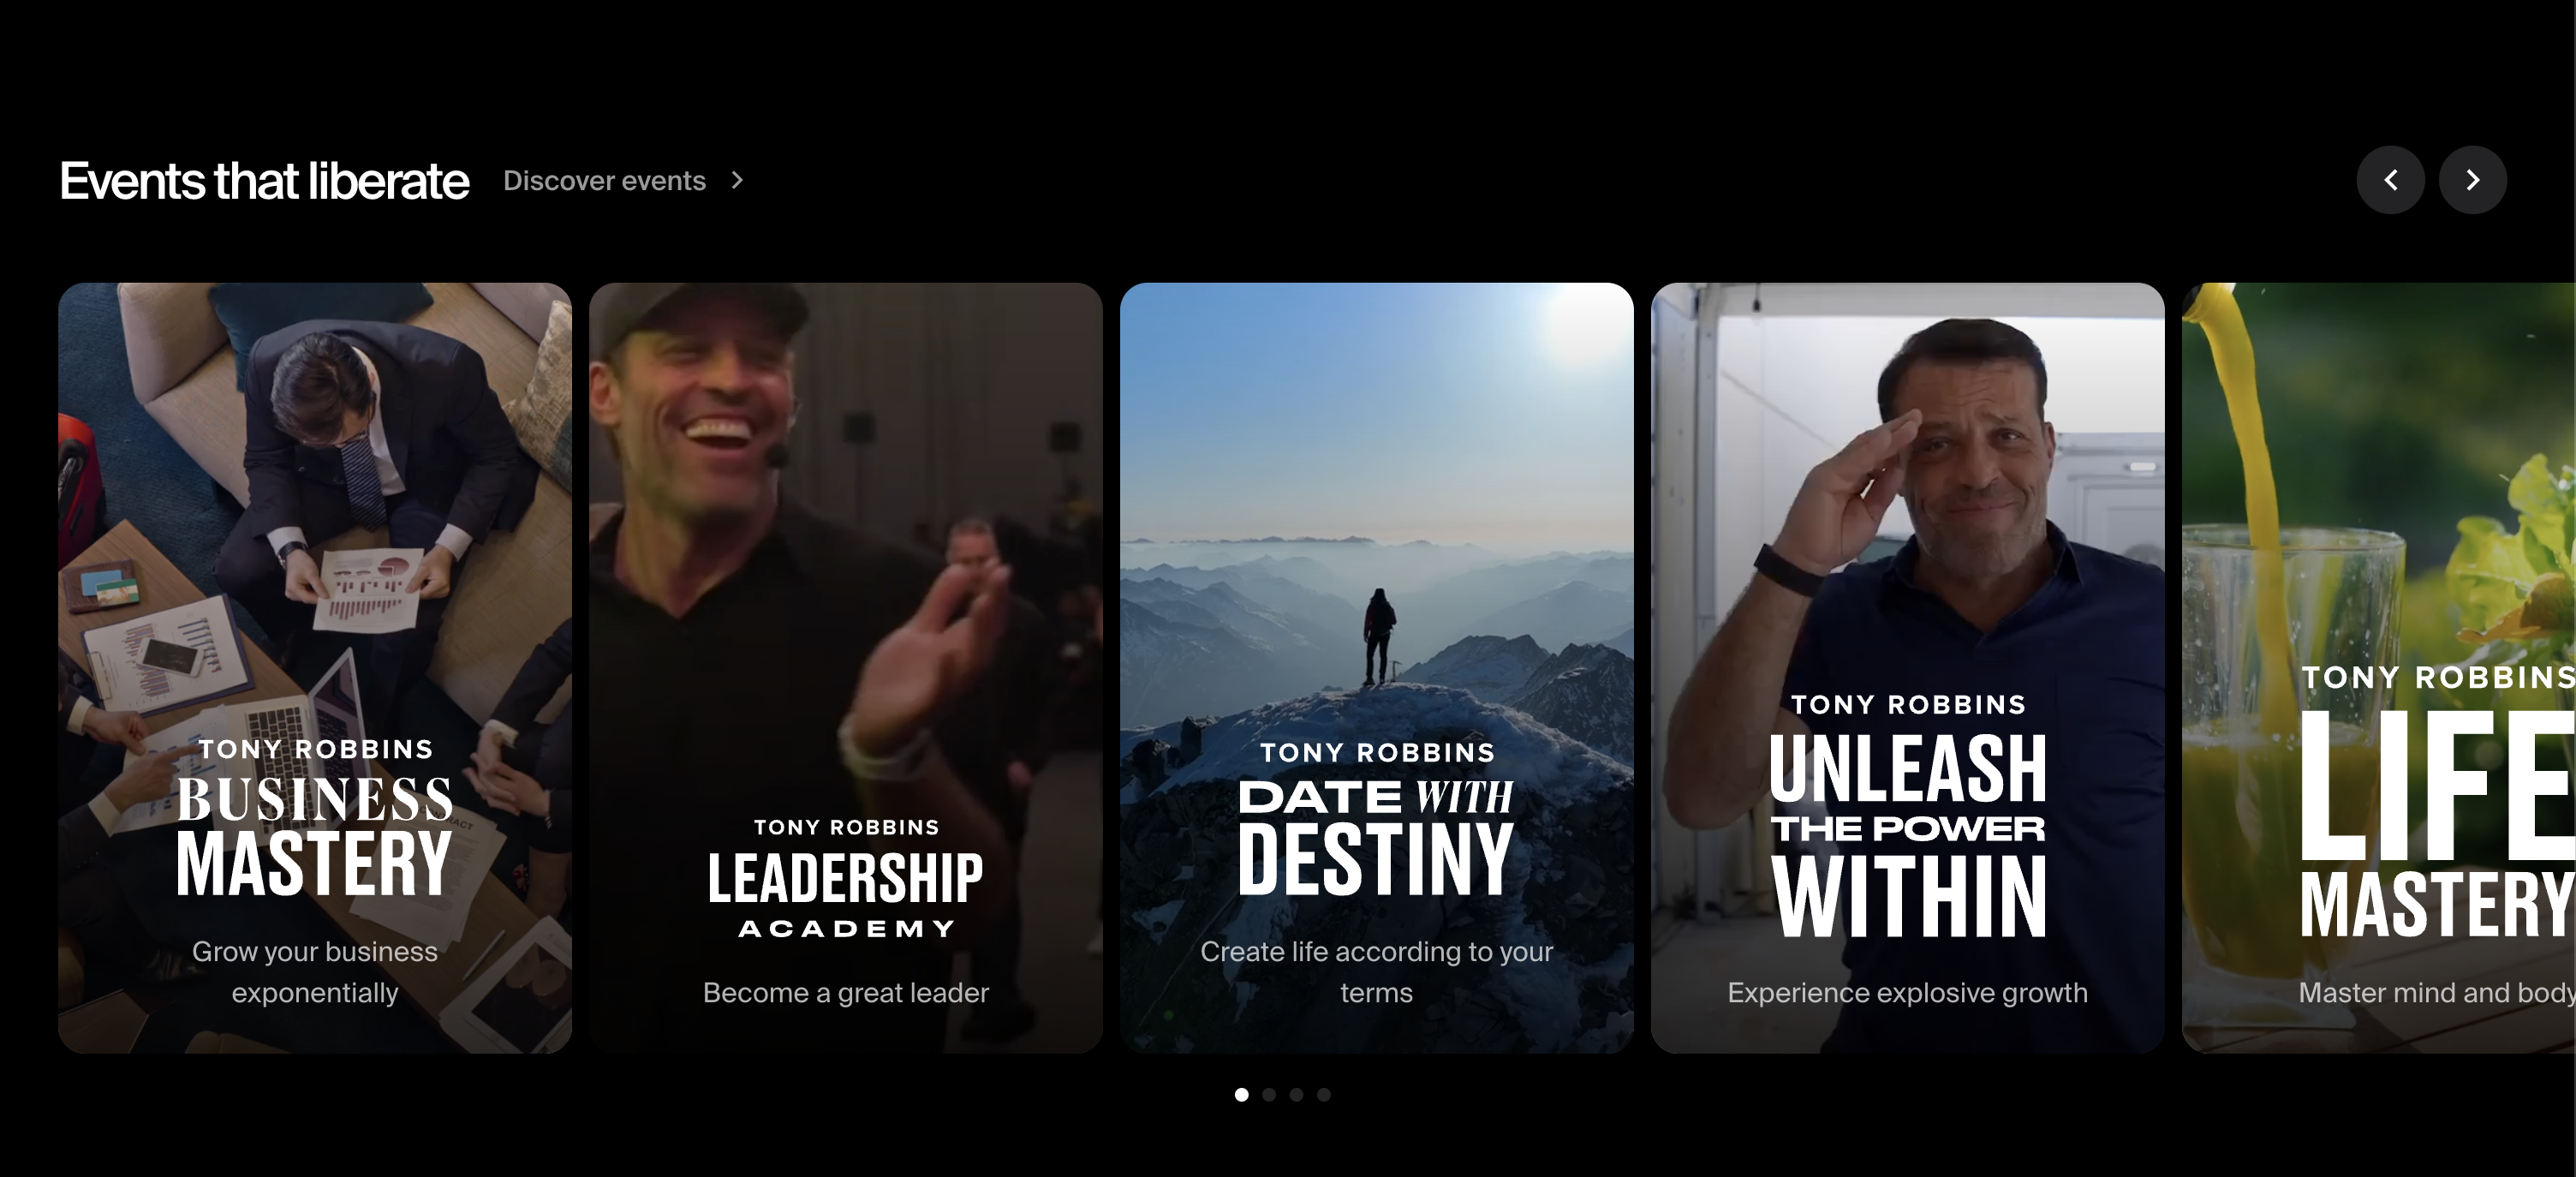 Events that liberate
Discover events
TONY ROBBINS
BUSINESS
MASTERY
Grow your business
exponentially
TONY ROBBINS
LEADERSHIP
ACADEMY
Become a great leader
TONY ROBBINS
DATE WITH
DESTINY
Create life according to your
terms
TONY ROBBINS
UNLEASH
THE POWER
WITHIN
Experience explosive growth
TONY ROBBINS
LIFE
MASTERY
Master mind and body